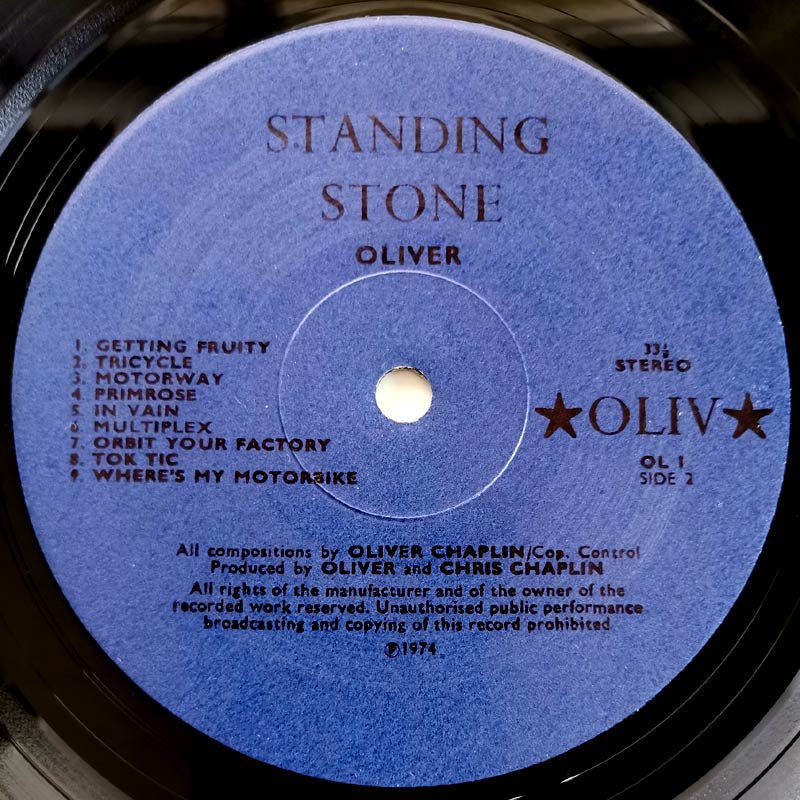 STANDING
STONE
OLIVER
1. GETTING FRUITY
2. TRICYCLE
3. MOTORWAY
4. PRIMROSE
5. IN VAIN
6. MULTIPLEX
7. ORBIT YOUR FACTORY
8. TOK TIC
9. WHERE'S MY MOTORBIKE
33⅓
STEREO
★OLIV★
OL 1
SIDE 2
All compositions by OLIVER CHAPLIN/Cop. Control
Produced by OLIVER and CHRIS CHAPLIN
All rights of the manufacturer and of the owner of the
recorded work reserved. Unauthorised public performance
broadcasting and copying of this record prohibited
℗1974